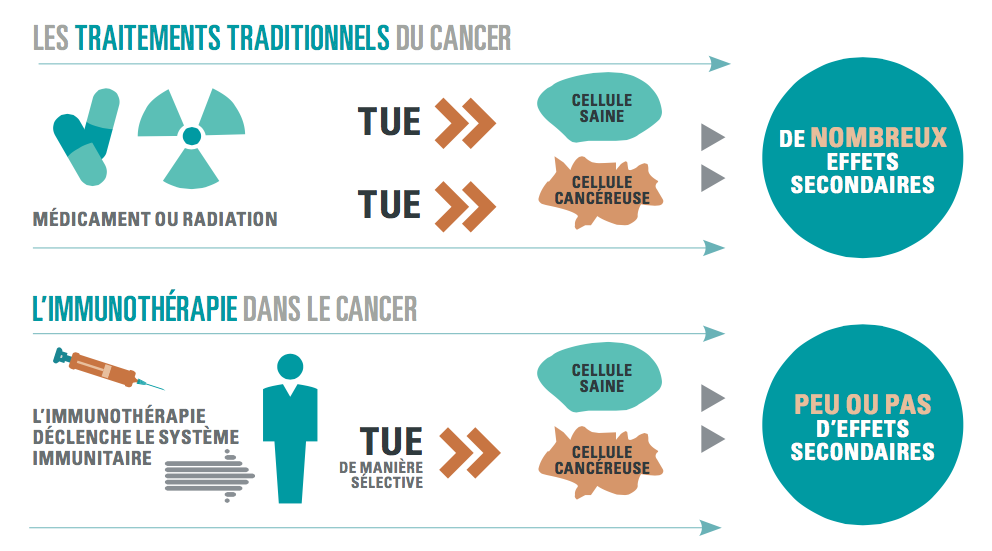 LES TRAITEMENTS TRADITIONNELS DU CANCER
TUE
CELLULE
SAINE
TUE
CELLULE
CANCÉREUSE
MÉDICAMENT OU RADIATION
DE NOMBREUX
EFFETS
SECONDAIRES
L'IMMUNOTHÉRAPIE DANS LE CANCER
L'IMMUNOTHÉRAPIE
DÉCLENCHE LE SYSTÈME
IMMUNITAIRE
TUE
DE MANIÈRE
SÉLECTIVE
CELLULE
SAINE
CELLULE
CANCÉREUSE
PEU OU PAS
D'EFFETS
SECONDAIRES